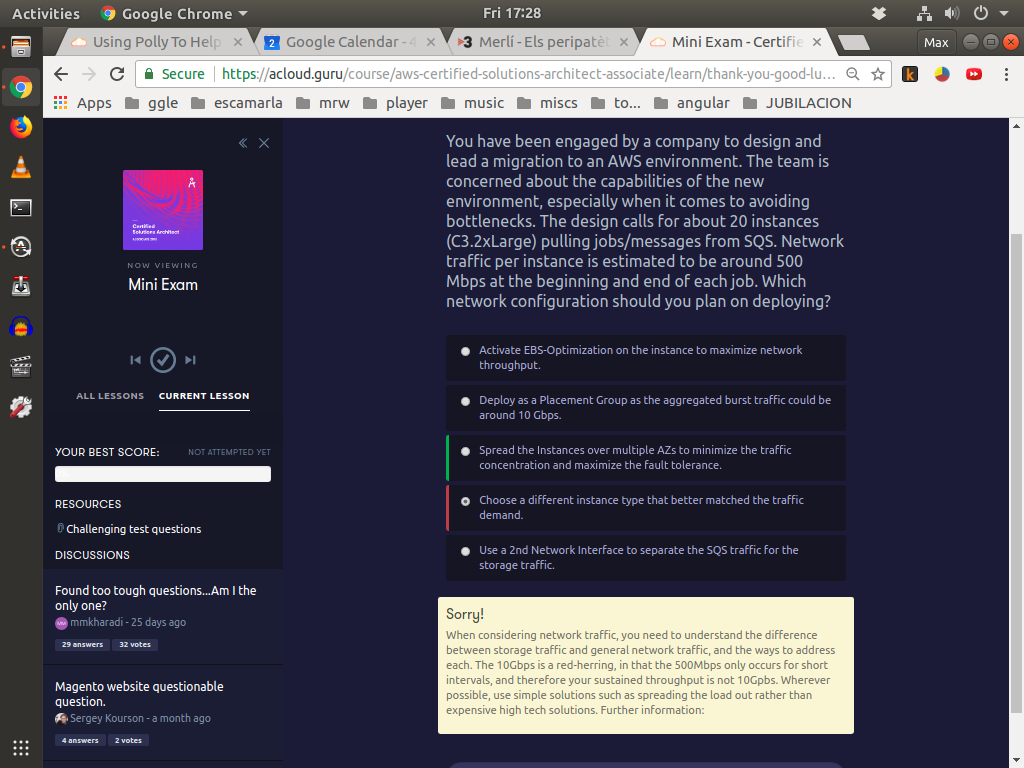 Activities
Google Chrome
Fri 17:28
Using Polly To Help
2
Google Calendar - 4
3
Merlí - Els peripatèt
Mini Exam - Certifie
Max
Secure
https://acloud.guru/course/aws-certified-solutions-architect-associate/learn/thank-you-good-lu...
k
Apps
ggle
escamarla
mrw
player
music
miscs
to...
angular
JUBILACION
Certified
Solutions Architect
NOW VIEWING
Mini Exam
ALL LESSONS
CURRENT LESSON
YOUR BEST SCORE:
NOT ATTEMPTED YET
RESOURCES
Challenging test questions
DISCUSSIONS
Found too tough questions...Am I the
only one?
MM
mmkharadi - 25 days ago
29 answers
32 votes
Magento website questionable
question.
Sergey Kourson - a month ago
4 answers
2 votes
You have been engaged by a company to design and
lead a migration to an AWS environment. The team is
concerned about the capabilities of the new
environment, especially when it comes to avoiding
bottlenecks. The design calls for about 20 instances
(C3.2xLarge) pulling jobs/messages from SQS. Network
traffic per instance is estimated to be around 500
Mbps at the beginning and end of each job. Which
network configuration should you plan on deploying?
Activate EBS-Optimization on the instance to maximize network
throughput.
Deploy as a Placement Group as the aggregated burst traffic could be
around 10 Gbps.
Spread the Instances over multiple AZs to minimize the traffic
concentration and maximize the fault tolerance.
Choose a different instance type that better matched the traffic
demand.
Use a 2nd Network Interface to separate the SQS traffic for the
storage traffic.
Sorry!
When considering network traffic, you need to understand the difference
between storage traffic and general network traffic, and the ways to address
each. The 10Gbps is a red-herring, in that the 500Mbps only occurs for short
intervals, and therefore your sustained throughput is not 10Gpbs. Wherever
possible, use simple solutions such as spreading the load out rather than
expensive high tech solutions. Further information: